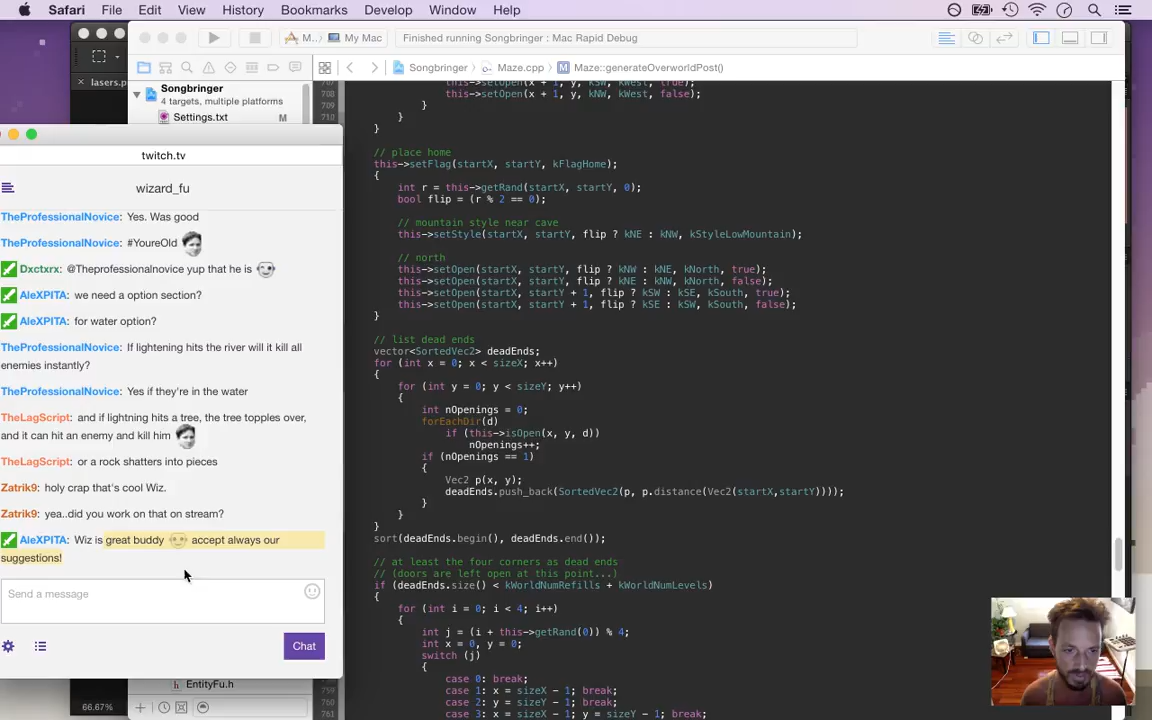 Safari File Edit View History Bookmarks Develop Window Help
M... My Mac
Finished running Songbringer : Mac Rapid Debug
lasers.p
Songbringer
4 targets, multiple platforms
Settings.txt M
Songbringer Maze.cpp M Maze::generateOverworldPost()
twitch.tv
wizard_fu
TheProfessionalNovice: Yes. Was good
TheProfessionalNovice: #YoureOld
Dxctxrx: @Theprofessionalnovice yup that he is
AleXPITA: we need a option section?
AleXPITA: for water option?
TheProfessionalNovice: If lightening hits the river will it kill all
enemies instantly?
TheProfessionalNovice: Yes if they're in the water
TheLagScript: and if lightning hits a tree, the tree topples over,
and it can hit an enemy and kill him
TheLagScript: or a rock shatters into pieces
Zatrik9: holy crap that's cool Wiz.
Zatrik9: yea..did you work on that on stream?
AleXPITA: Wiz is great buddy accept always our
suggestions!
Send a message
Chat
EntityFu.h
66.67%
708 this->setOpen(x + 1, y, kNW, kWest, false);
709 }
710 }
}
// place home
this->setFlag(startX, startY, kFlagHome);
{
int r = this->getRand(startX, startY, 0);
bool flip = (r % 2 == 0);
// mountain style near cave
this->setStyle(startX, startY, flip ? kNE : kNW, kStyleLowMountain);
// north
this->setOpen(startX, startY, flip ? kNW : kNE, kNorth, true);
this->setOpen(startX, startY, flip ? kNE : kNW, kNorth, false);
this->setOpen(startX, startY + 1, flip ? kSW : kSE, kSouth, true);
this->setOpen(startX, startY + 1, flip ? kSE : kSW, kSouth, false);
}
// list dead ends
vector<SortedVec2> deadEnds;
for (int x = 0; x < sizeX; x++)
{
for (int y = 0; y < sizeY; y++)
{
int nOpenings = 0;
forEachDir(d)
if (this->isOpen(x, y, d))
nOpenings++;
if (nOpenings == 1)
{
Vec2 p(x, y);
deadEnds.push_back(SortedVec2(p, p.distance(Vec2(startX,startY))));
}
}
}
sort(deadEnds.begin(), deadEnds.end());
// at least the four corners as dead ends
// (doors are left open at this point...)
if (deadEnds.size() < kWorldNumRefills + kWorldNumLevels)
{
for (int i = 0; i < 4; i++)
{
int j = (i + this->getRand(0)) % 4;
int x = 0, y = 0;
switch (j)
{
case 0: break;
759 case 1: x = sizeX - 1; break;
760 case 2: y = sizeY - 1; break;
761 case 3: x = sizeX - 1; y = sizeY - 1; break;